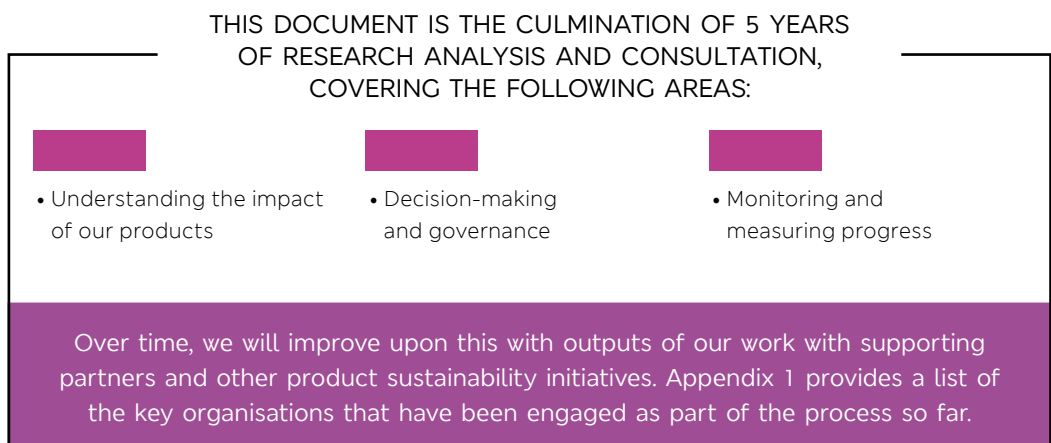 THIS DOCUMENT IS THE CULMINATION OF 5 YEARS
OF RESEARCH ANALYSIS AND CONSULTATION,
COVERING THE FOLLOWING AREAS:
• Understanding the impact
of our products
• Decision-making
and governance
• Monitoring and
measuring progress
Over time, we will improve upon this with outputs of our work with supporting
partners and other product sustainability initiatives. Appendix 1 provides a list of
the key organisations that have been engaged as part of the process so far.